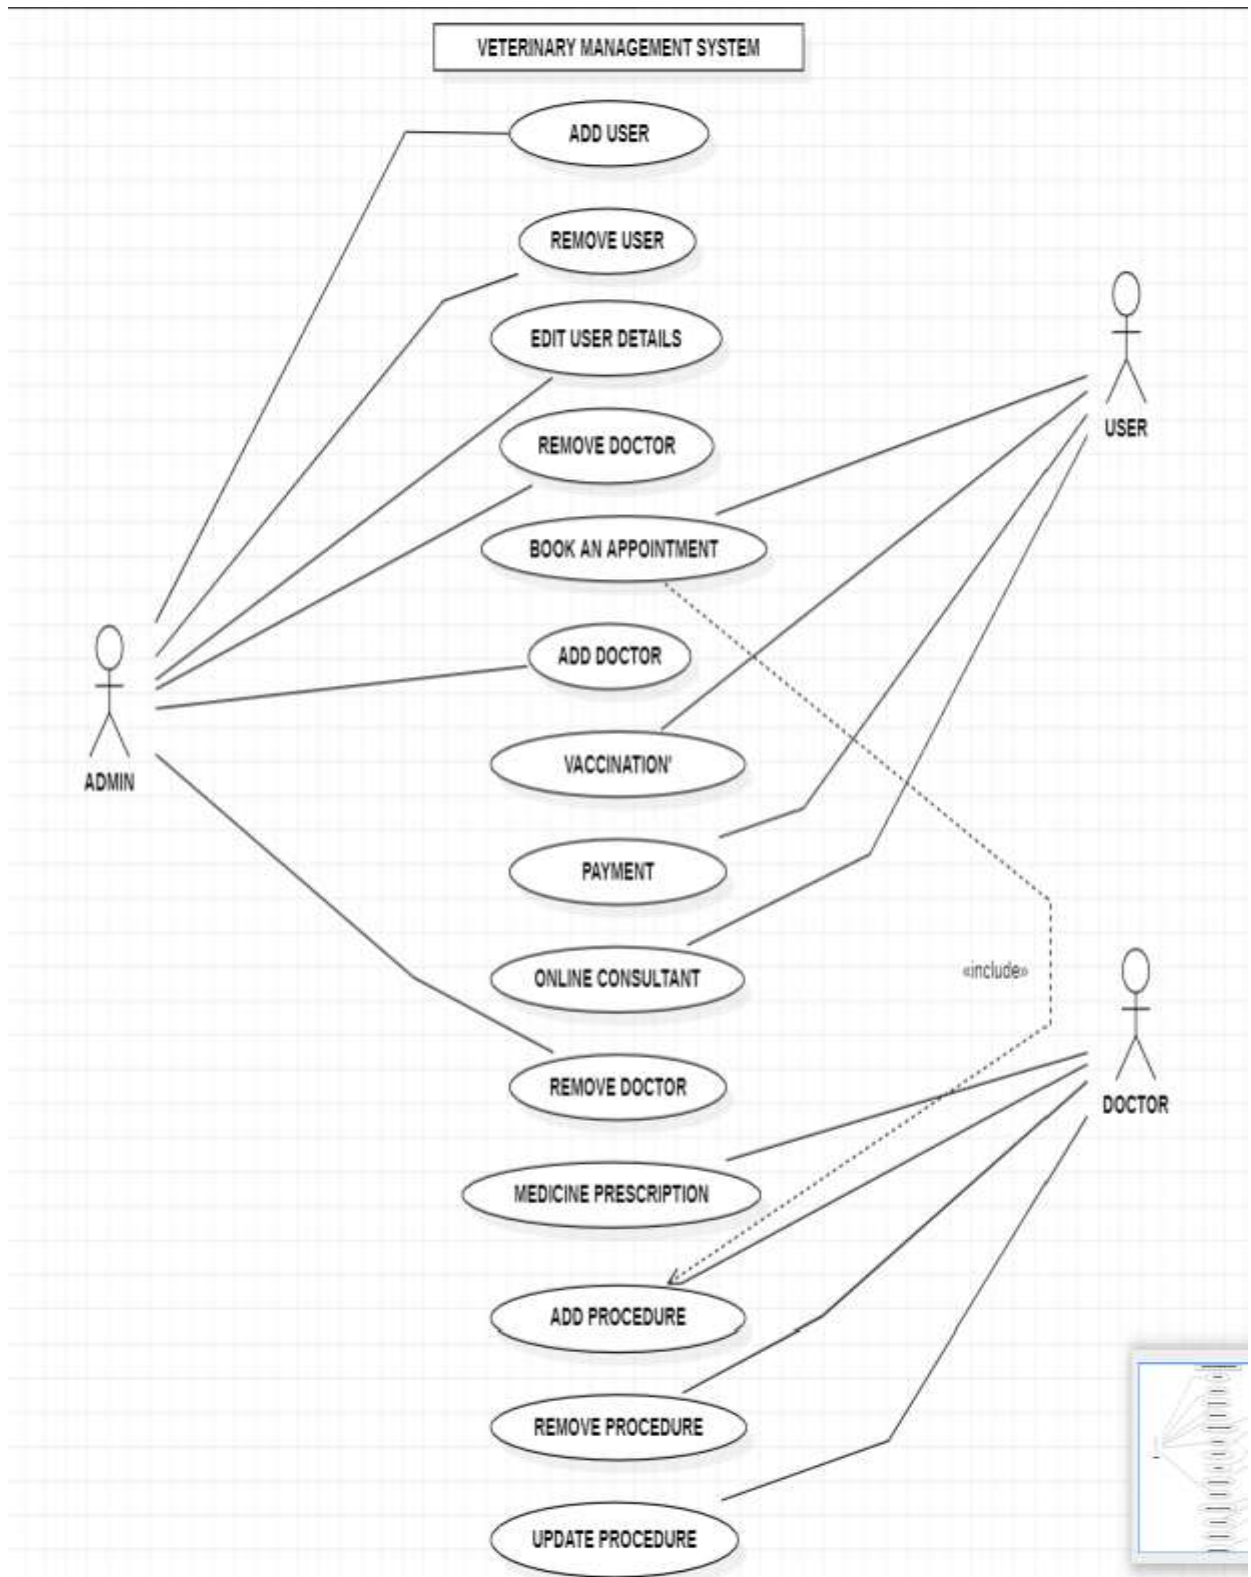 VETERINARY MANAGEMENT SYSTEM
ADD USER
REMOVE USER
EDIT USER DETAILS
USER
REMOVE DOCTOR
BOOK AN APPOINTMENT
ADD DOCTOR
ADMIN
VACCINATION'
PAYMENT
ONLINE CONSULTANT
«include»
REMOVE DOCTOR
DOCTOR
MEDICINE PRESCRIPTION
ADD PROCEDURE
REMOVE PROCEDURE
UPDATE PROCEDURE